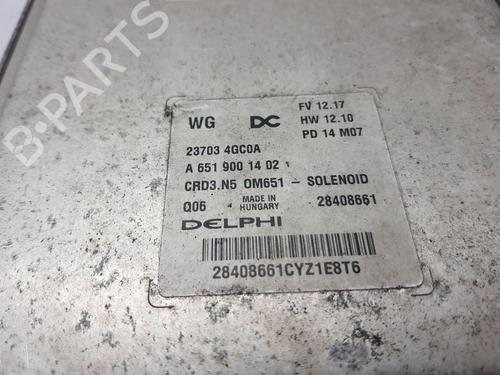 WG DC FV 12.17
HW 12.10
PD 14 M07
23703 4GC0A
A 651 900 14 02
CRD3.N5 OM651 - SOLENOID
Q06 MADE IN HUNGARY 28408661
DELPHI
28408661CYZ1E8T6
B-PARTS